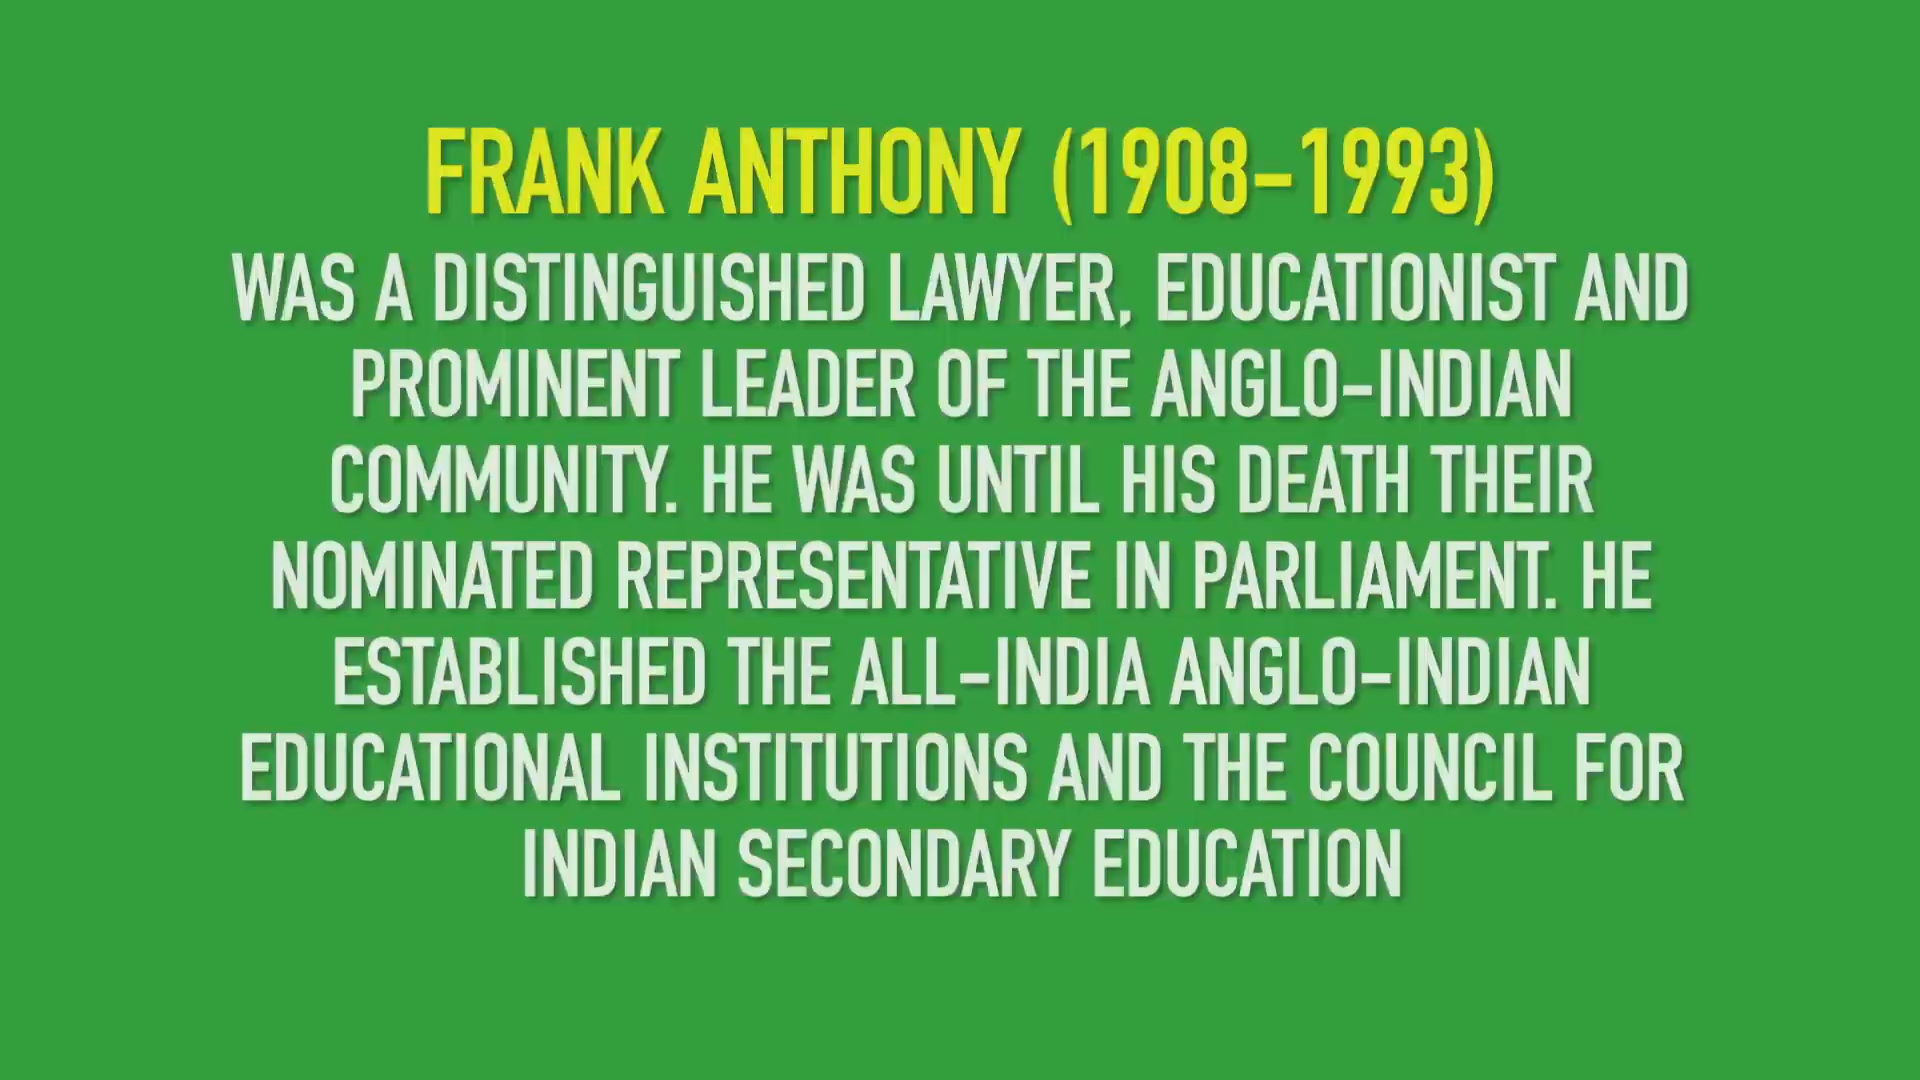 FRANK ANTHONY (1908-1993)
WAS A DISTINGUISHED LAWYER, EDUCATIONIST AND
PROMINENT LEADER OF THE ANGLO-INDIAN
COMMUNITY. HE WAS UNTIL HIS DEATH THEIR
NOMINATED REPRESENTATIVE IN PARLIAMENT. HE
ESTABLISHED THE ALL-INDIA ANGLO-INDIAN
EDUCATIONAL INSTITUTIONS AND THE COUNCIL FOR
INDIAN SECONDARY EDUCATION